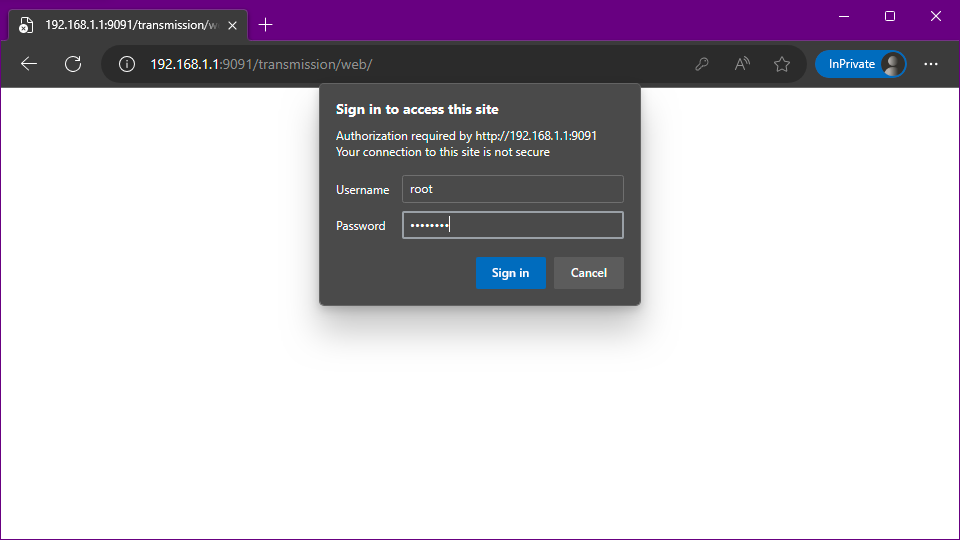 192.168.1.1:9091/transmission/w
192.168.1.1:9091/transmission/web/
InPrivate
Sign in to access this site
Authorization required by http://192.168.1.1:9091
Your connection to this site is not secure
Username root
Password ••••••••
Sign in Cancel